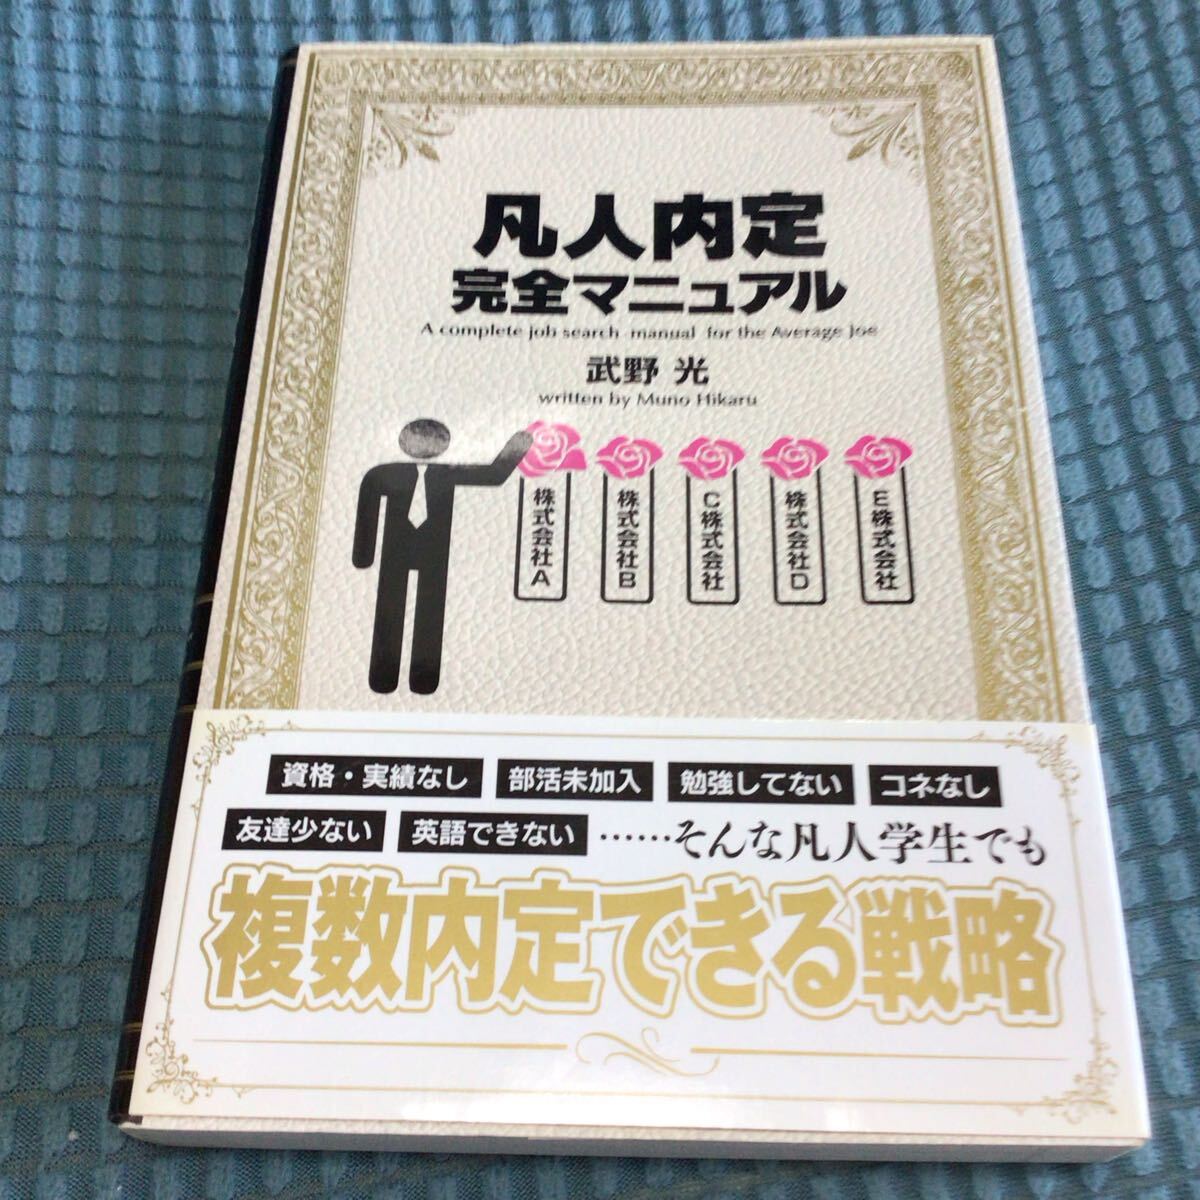 凡人内定
完全マニュアル
A complete job search manual for the Average Joe
武野 光
written by Muno Hikaru
株式会社A
株式会社B
C株式会社
株式会社D
E株式会社
資格・実績なし 部活未加入 勉強してない コネなし
友達少ない 英語できない ……そんな凡人学生でも
複数内定できる戦略